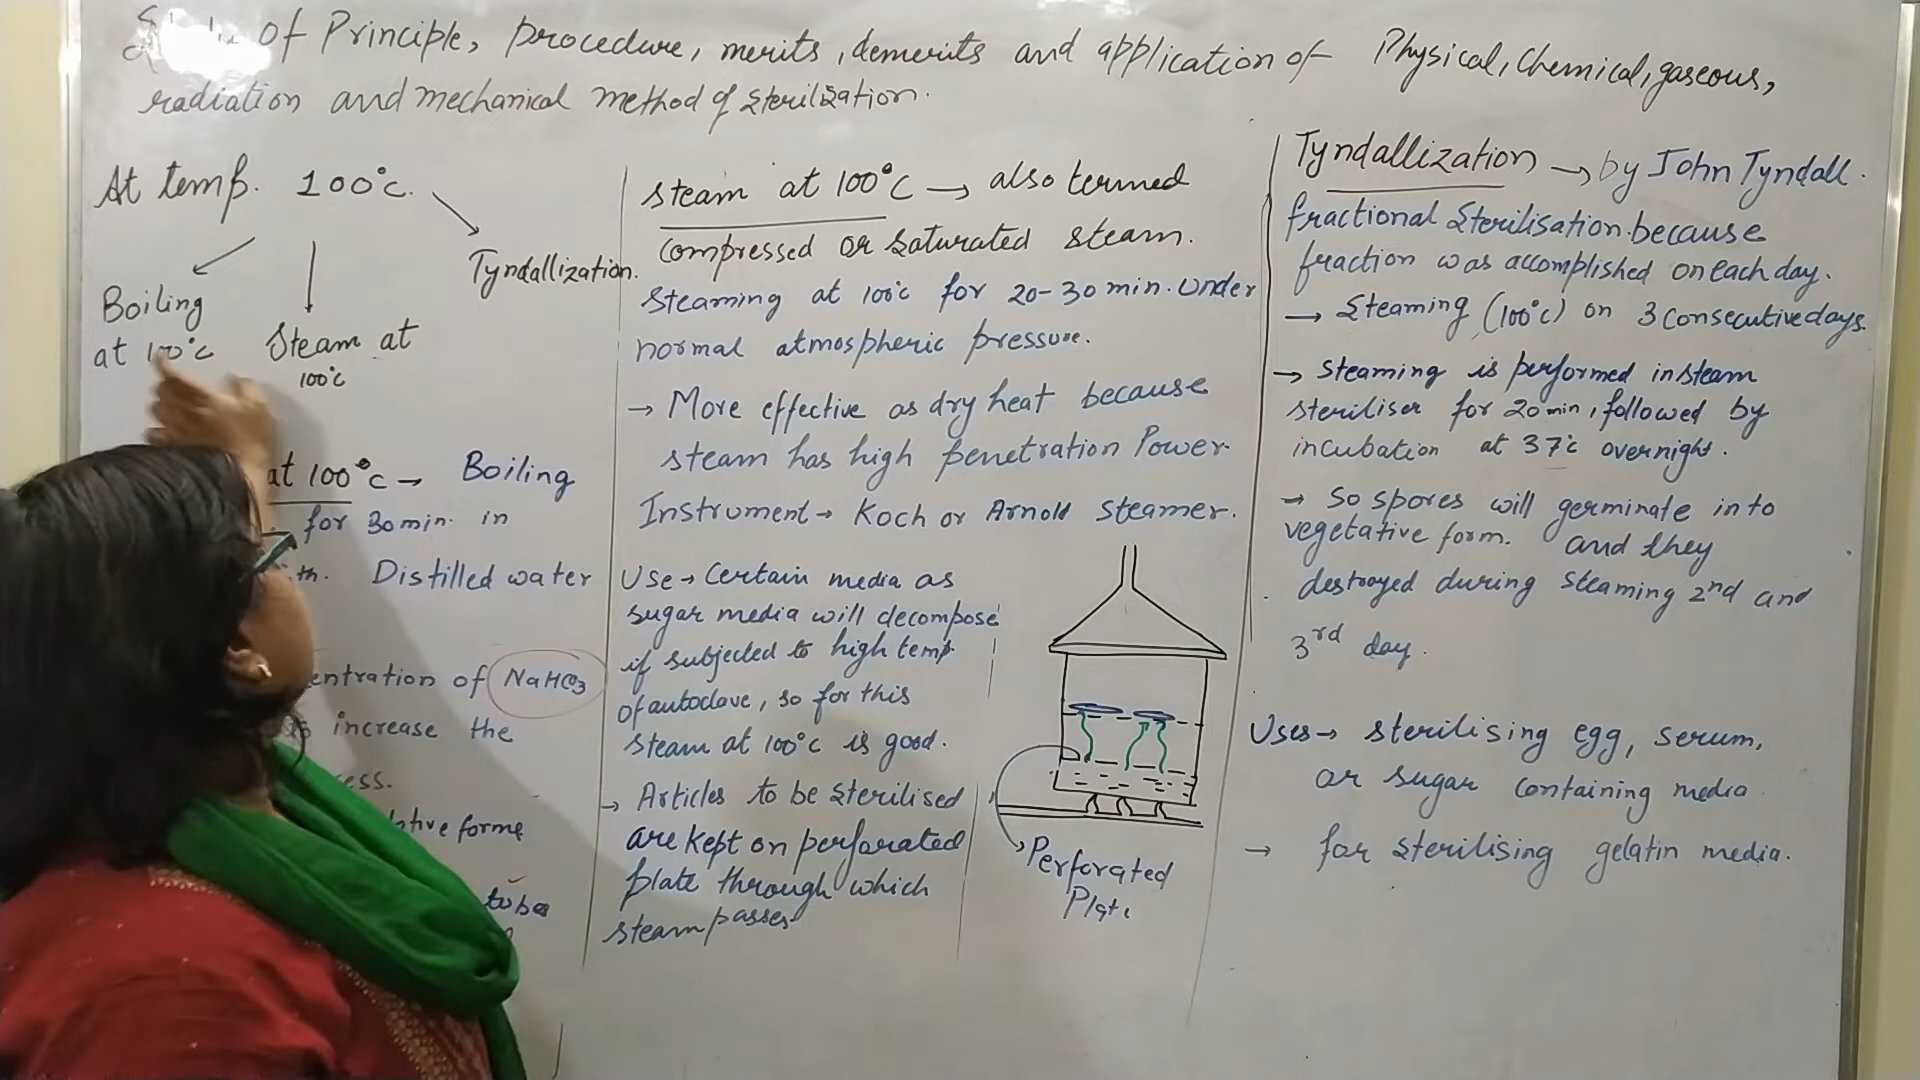 of Principle, procedure, merits, demerits and application of Physical, Chemical, gaseous,
radiation and mechanical method of sterilization.
At temp. 100°c.
Tyndallization.
Boiling
at 100°c
Steam at
100°c
at 100°c → Boiling
for 30 min. in
Distilled water
of NaHCO3
increase the
forms
tubes
steam at 100°C → also termed
compressed or saturated steam.
steaming at 100°c for 20-30 min. under
normal atmospheric pressure.
→ More effective as dry heat because
steam has high penetration Power.
Instrument → Koch or Arnold steamer.
Use → Certain media as
sugar media will decompose
if subjected to high temp.
of autoclave, so for this
steam at 100°c is good.
→ Articles to be sterilised
are kept on perforated
plate through which
steam passes
Perforated
Tyndallization → by John Tyndall.
fractional sterilisation because
fraction was accomplished on each day.
→ Steaming (100°c) on 3 consecutive days
→ Steaming is performed in steam
steriliser for 20 min, followed by
incubation at 37°c overnight.
→ So spores will germinate in to
vegetative form. and they
destroyed during steaming 2nd and
3rd day.
Uses → sterilising egg, serum,
or sugar containing media
→ for sterilising gelatin media.